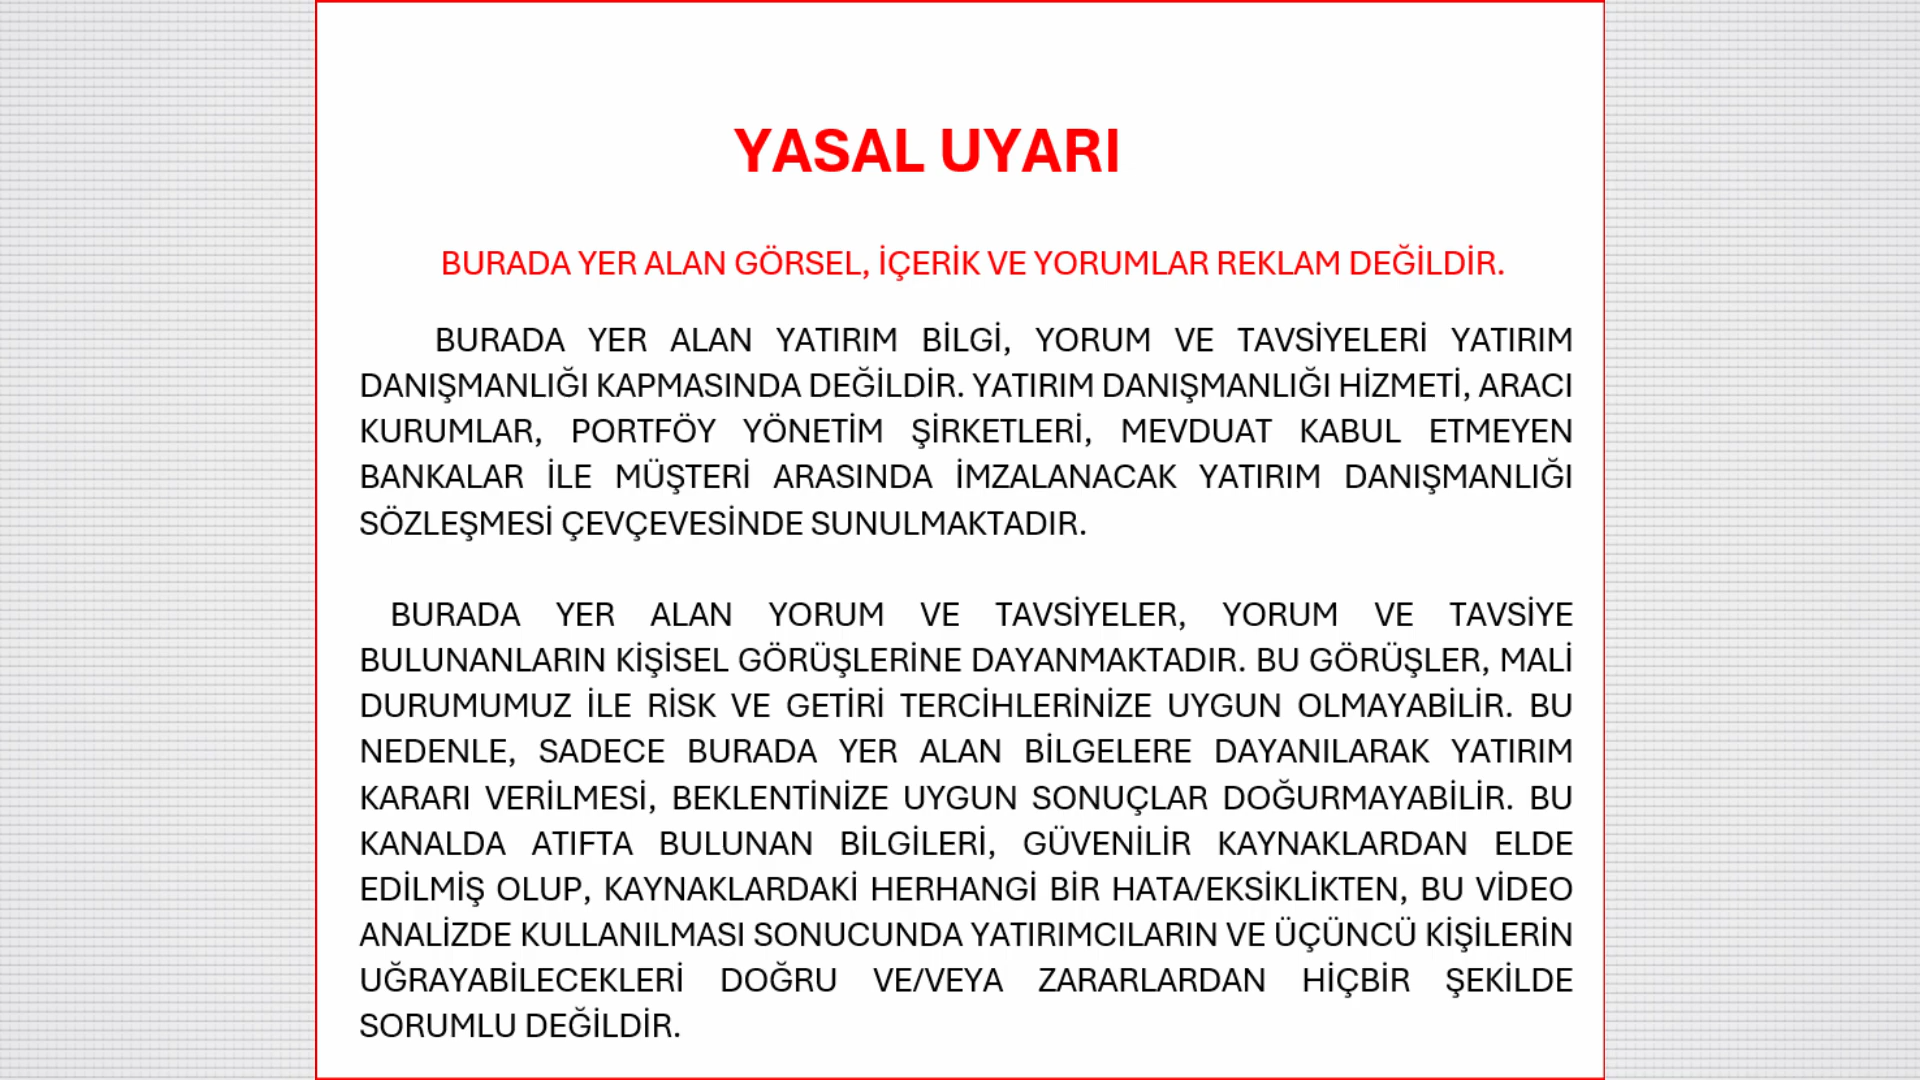 YASAL UYARI
BURADA YER ALAN GÖRSEL, İÇERİK VE YORUMLAR REKLAM DEĞİLDİR.
BURADA YER ALAN YATIRIM BİLGİ, YORUM VE TAVSİYELERİ YATIRIM
DANIŞMANLIĞI KAPMASINDA DEĞİLDİR. YATIRIM DANIŞMANLIĞI HİZMETİ, ARACI
KURUMLAR, PORTFÖY YÖNETİM ŞİRKETLERİ, MEVDUAT KABUL ETMEYEN
BANKALAR İLE MÜŞTERİ ARASINDA İMZALANACAK YATIRIM DANIŞMANLIĞI
SÖZLEŞMESİ ÇEVÇEVESİNDE SUNULMAKTADIR.
BURADA YER ALAN YORUM VE TAVSİYELER, YORUM VE TAVSİYE
BULUNANLARIN KİŞİSEL GÖRÜŞLERİNE DAYANMAKTADIR. BU GÖRÜŞLER, MALİ
DURUMUMUZ İLE RİSK VE GETİRİ TERCİHLERİNİZE UYGUN OLMAYABİLİR. BU
NEDENLE, SADECE BURADA YER ALAN BİLGELERE DAYANILARAK YATIRIM
KARARI VERİLMESİ, BEKLENTİNİZE UYGUN SONUÇLAR DOĞURMAYABİLİR. BU
KANALDA ATIFTA BULUNAN BİLGİLERİ, GÜVENİLİR KAYNAKLARDAN ELDE
EDİLMİŞ OLUP, KAYNAKLARDAKİ HERHANGİ BİR HATA/EKSİKLİKTEN, BU VİDEO
ANALİZDE KULLANILMASI SONUCUNDA YATIRIMCILARIN VE ÜÇÜNCÜ KİŞİLERİN
UĞRAYABİLECEKLERİ DOĞRU VE/VEYA ZARARLARDAN HİÇBİR ŞEKİLDE
SORUMLU DEĞİLDİR.